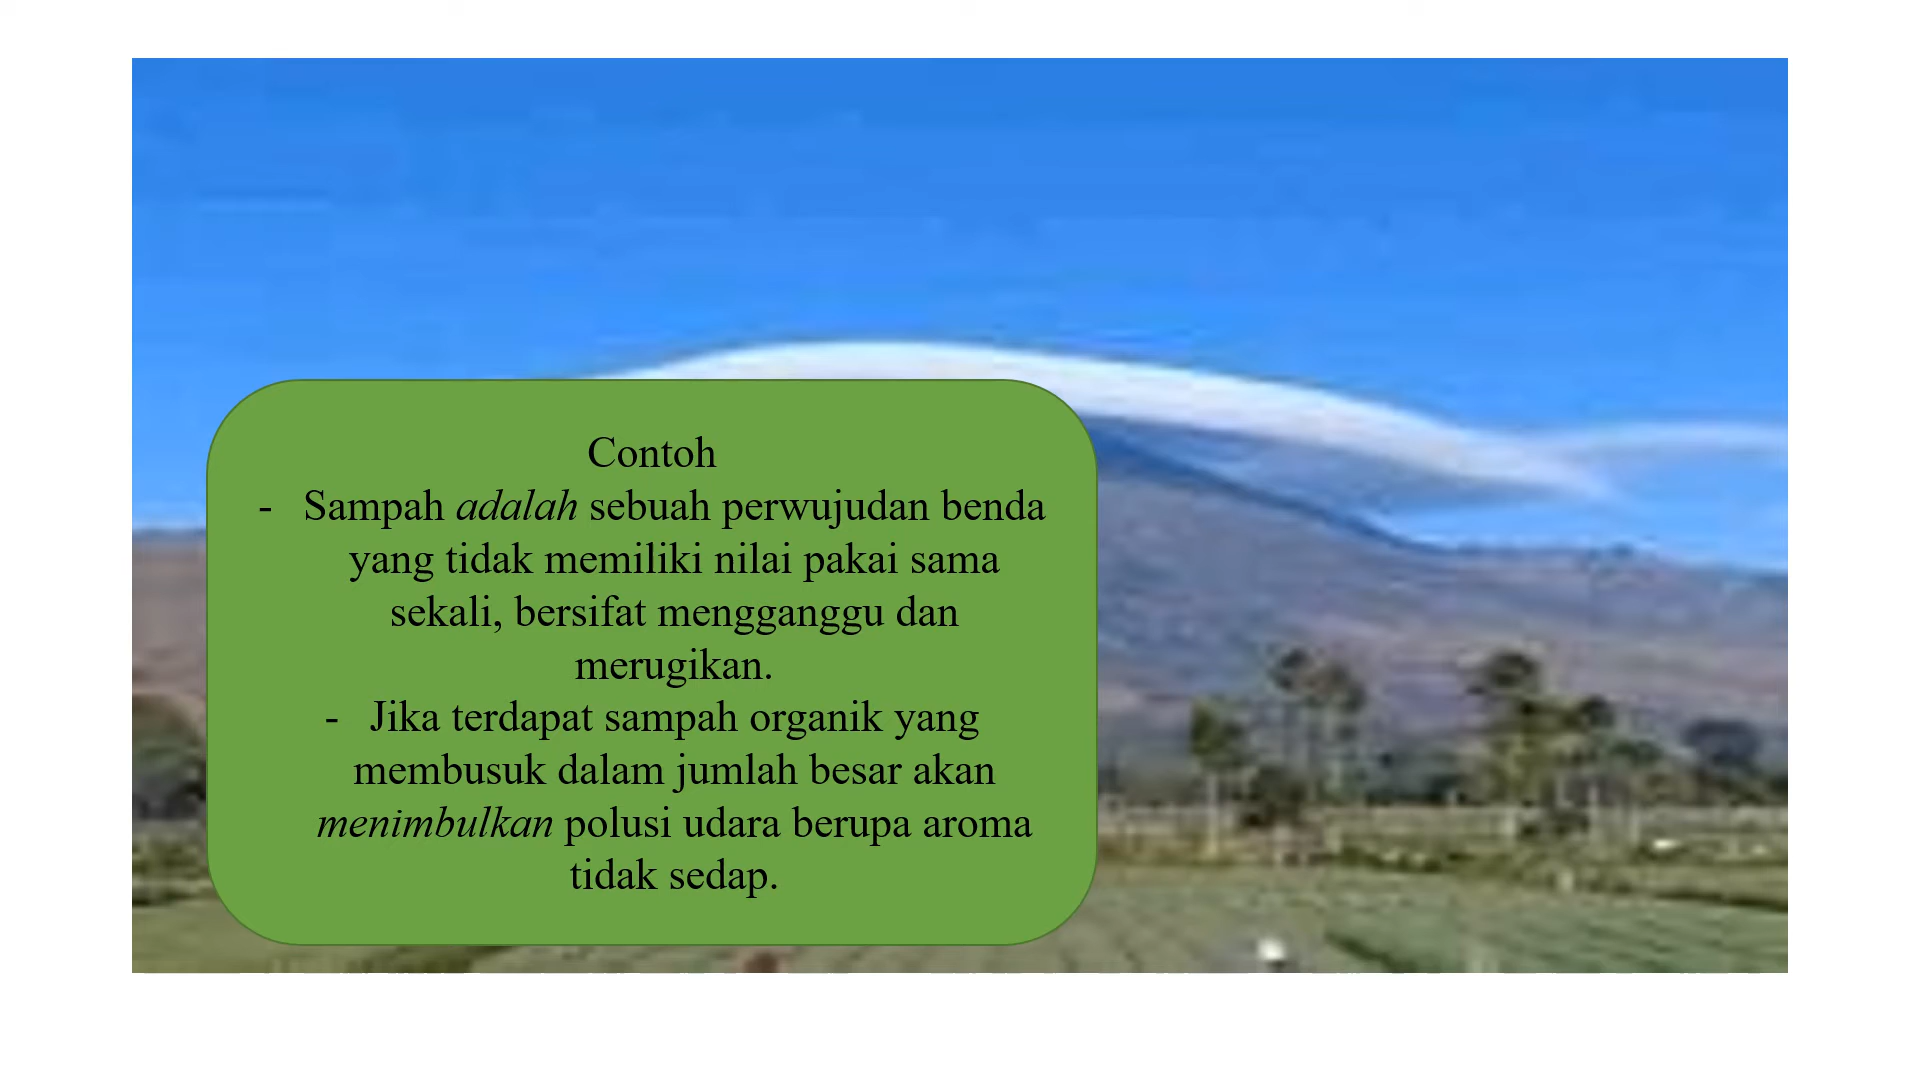 Contoh
- Sampah adalah sebuah perwujudan benda
yang tidak memiliki nilai pakai sama
sekali, bersifat mengganggu dan
merugikan.
- Jika terdapat sampah organik yang
membusuk dalam jumlah besar akan
menimbulkan polusi udara berupa aroma
tidak sedap.